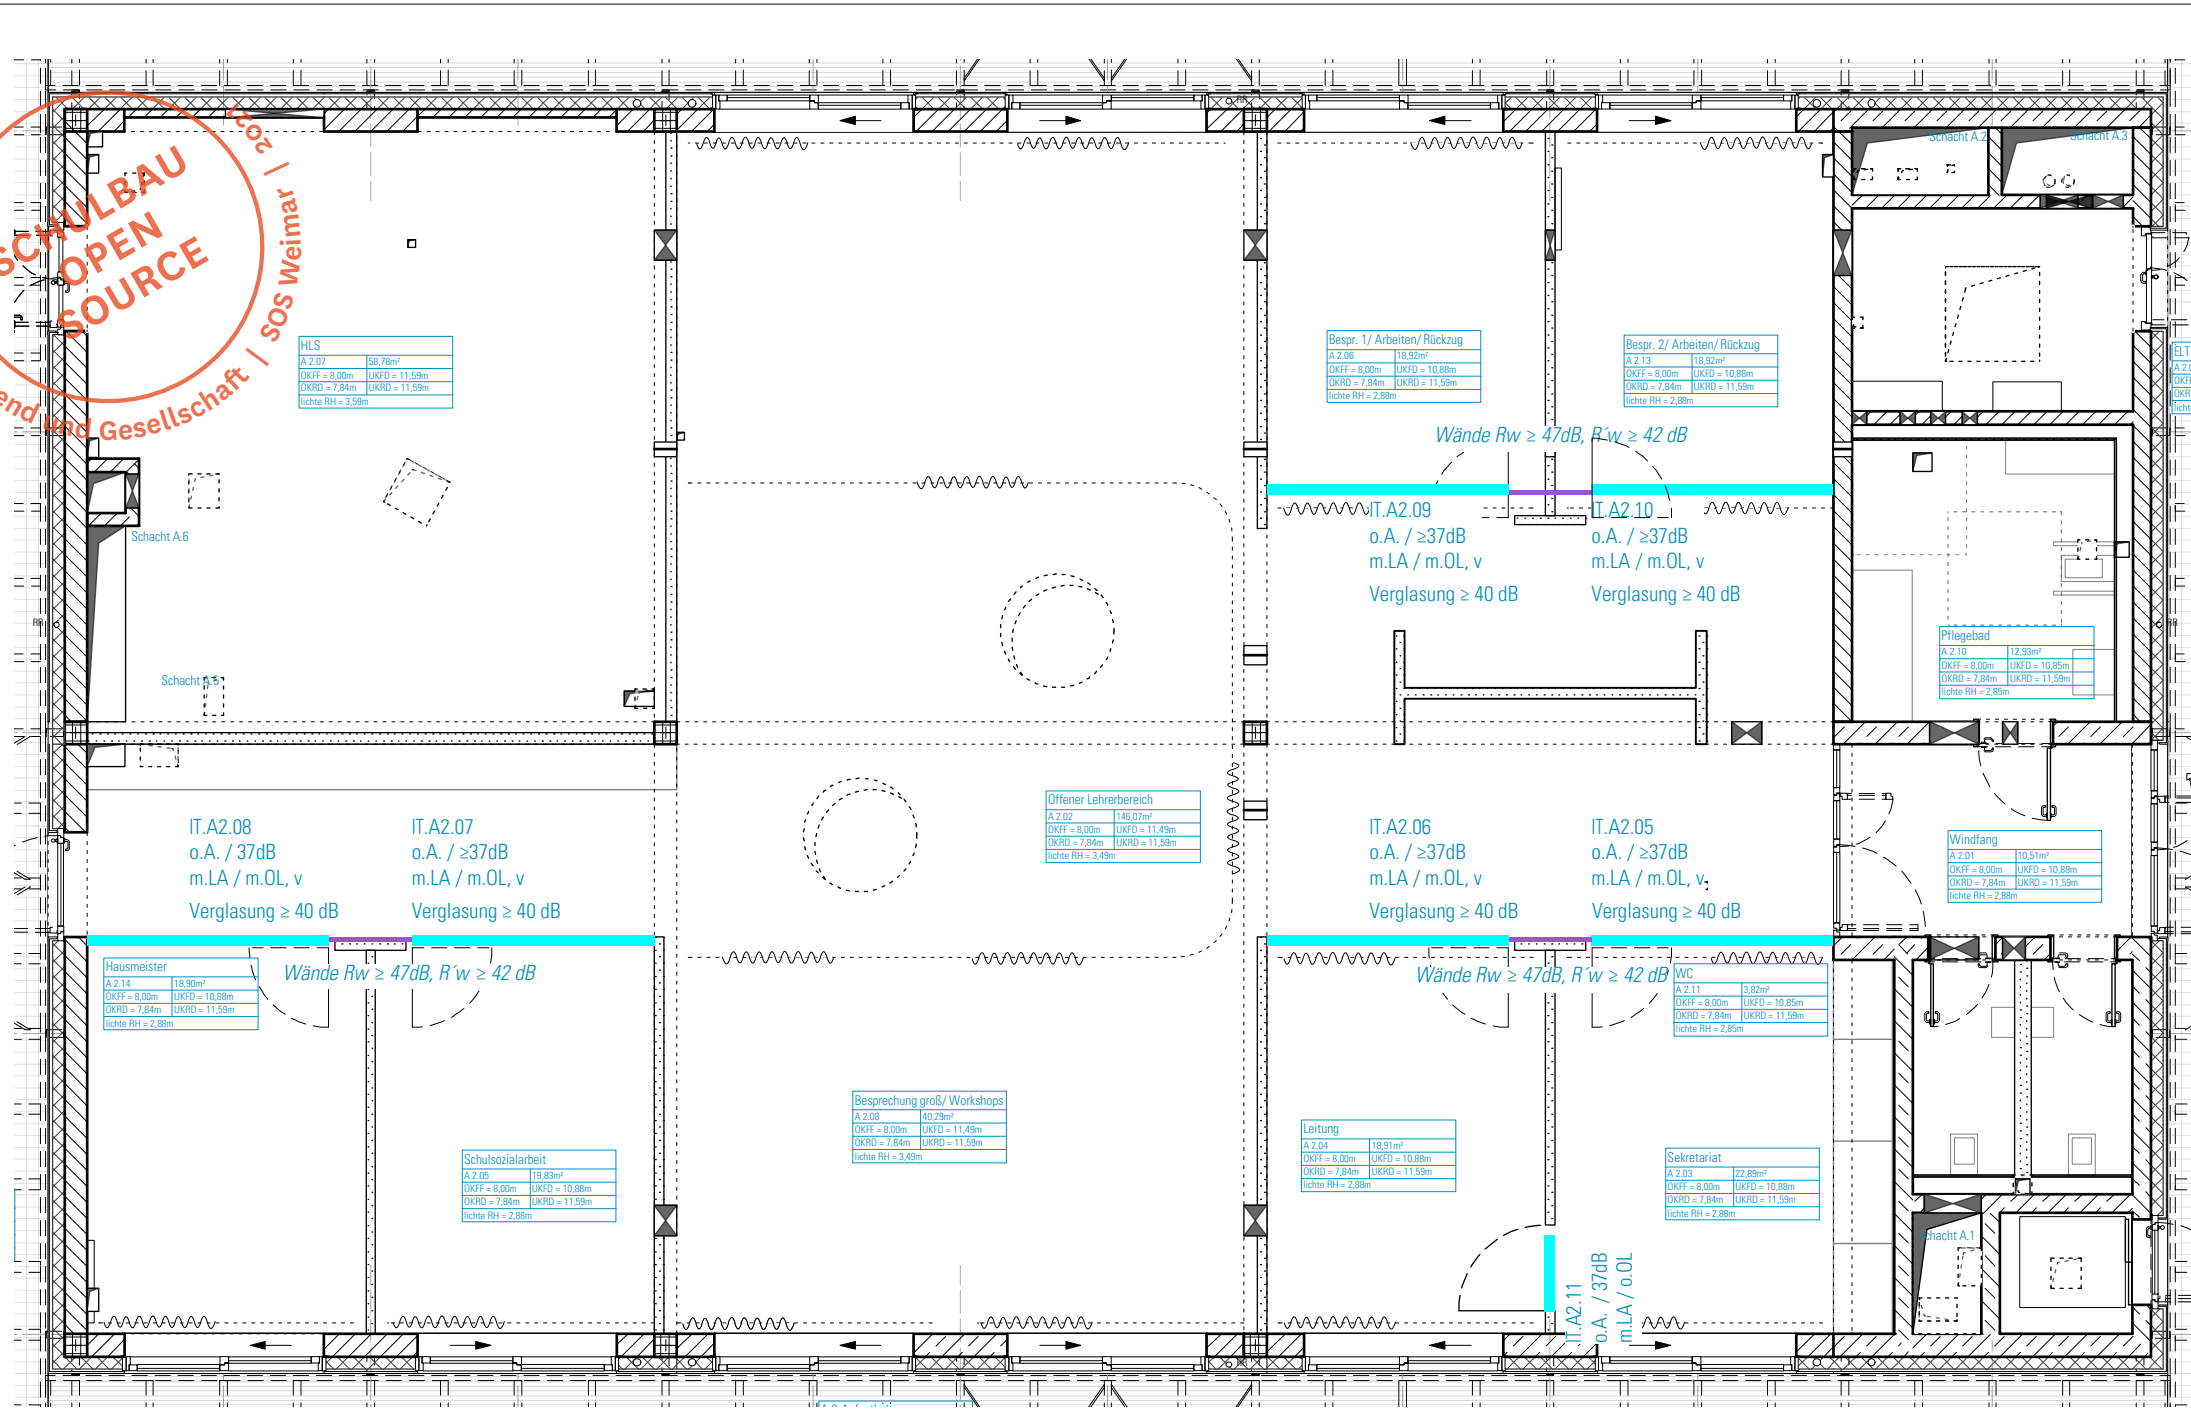 SCHULBAU
OPEN
SOURCE
end und Gesellschaft | SOS Weimar | 2021
RR
RR
Schacht A.2
Schacht A.3
HLS
A 2.07 58,78m²
OKFF = 8,00m UKFD = 11,59m
OKRD = 7,84m UKRD = 11,59m
lichte RH = 3,59m
Bespr. 1/ Arbeiten/ Rückzug
A 2.06 18,92m²
OKFF = 8,00m UKFD = 10,88m
OKRD = 7,84m UKRD = 11,59m
lichte RH = 2,88m
Bespr. 2/ Arbeiten/ Rückzug
A 2.13 18,92m²
OKFF = 8,00m UKFD = 10,88m
OKRD = 7,84m UKRD = 11,59m
lichte RH = 2,88m
ELT
A 2.0
OKFF
OKR
licht
Wände Rw ≥ 47dB, R´w ≥ 42 dB
IT.A2.09
o.A. / ≥37dB
m.LA / m.OL, v
Verglasung ≥ 40 dB
IT.A2.10
o.A. / ≥37dB
m.LA / m.OL, v
Verglasung ≥ 40 dB
Schacht A.6
RR
RR
Pflegebad
A 2.10 12,93m²
OKFF = 8,00m UKFD = 10,85m
OKRD = 7,84m UKRD = 11,59m
lichte RH = 2,85m
Schacht A.5
Offener Lehrerbereich
A 2.02 146,07m²
OKFF = 8,00m UKFD = 11,49m
OKRD = 7,84m UKRD = 11,59m
lichte RH = 3,49m
IT.A2.08
o.A. / 37dB
m.LA / m.OL, v
Verglasung ≥ 40 dB
IT.A2.07
o.A. / ≥37dB
m.LA / m.OL, v
Verglasung ≥ 40 dB
IT.A2.06
o.A. / ≥37dB
m.LA / m.OL, v
Verglasung ≥ 40 dB
IT.A2.05
o.A. / ≥37dB
m.LA / m.OL, v
Verglasung ≥ 40 dB
Windfang
A 2.01 10,51m²
OKFF = 8,00m UKFD = 10,88m
OKRD = 7,84m UKRD = 11,59m
lichte RH = 2,88m
Hausmeister
A 2.14 18,90m²
OKFF = 8,00m UKFD = 10,88m
OKRD = 7,84m UKRD = 11,59m
lichte RH = 2,88m
Wände Rw ≥ 47dB, R´w ≥ 42 dB
Wände Rw ≥ 47dB, R´w ≥ 42 dB
WC
A 2.11 3,82m²
OKFF = 8,00m UKFD = 10,85m
OKRD = 7,84m UKRD = 11,59m
lichte RH = 2,85m
Besprechung groß/ Workshops
A 2.08 40,29m²
OKFF = 8,00m UKFD = 11,49m
OKRD = 7,84m UKRD = 11,59m
lichte RH = 3,49m
Schulsozialarbeit
A 2.05 19,83m²
OKFF = 8,00m UKFD = 10,88m
OKRD = 7,84m UKRD = 11,59m
lichte RH = 2,88m
Leitung
A 2.04 18,91m²
OKFF = 8,00m UKFD = 10,88m
OKRD = 7,84m UKRD = 11,59m
lichte RH = 2,88m
Sekretariat
A 2.03 22,89m²
OKFF = 8,00m UKFD = 10,88m
OKRD = 7,84m UKRD = 11,59m
lichte RH = 2,88m
Schacht A.1
IT.A2.11
o.A. / 37dB
m.LA / o.OL
RR
RR